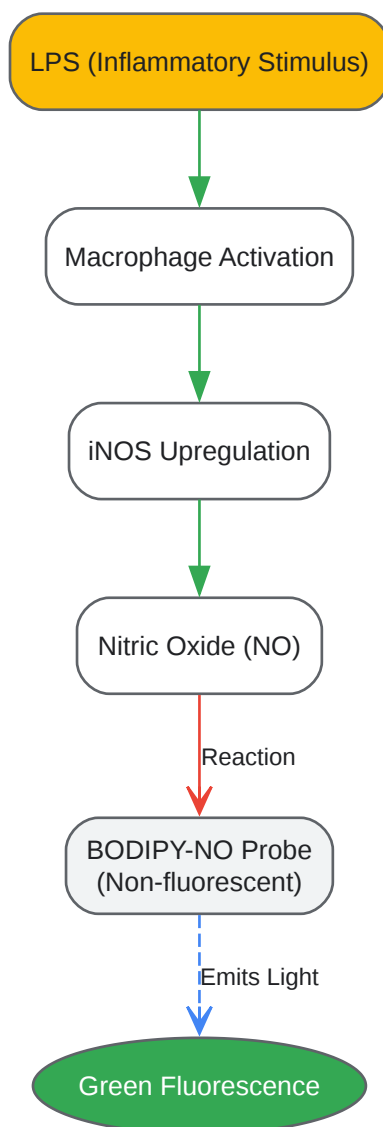 LPS (Inflammatory Stimulus)
Macrophage Activation
iNOS Upregulation
Nitric Oxide (NO)
Reaction
BODIPY-NO Probe
(Non-fluorescent)
Emits Light
Green Fluorescence